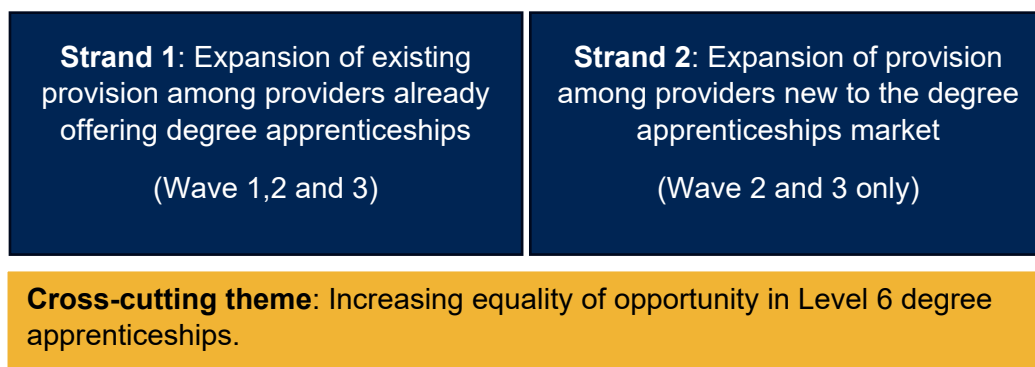 Strand 1: Expansion of existing
provision among providers already
offering degree apprenticeships
(Wave 1,2 and 3)
Strand 2: Expansion of provision
among providers new to the degree
apprenticeships market
(Wave 2 and 3 only)
Cross-cutting theme: Increasing equality of opportunity in Level 6 degree
apprenticeships.